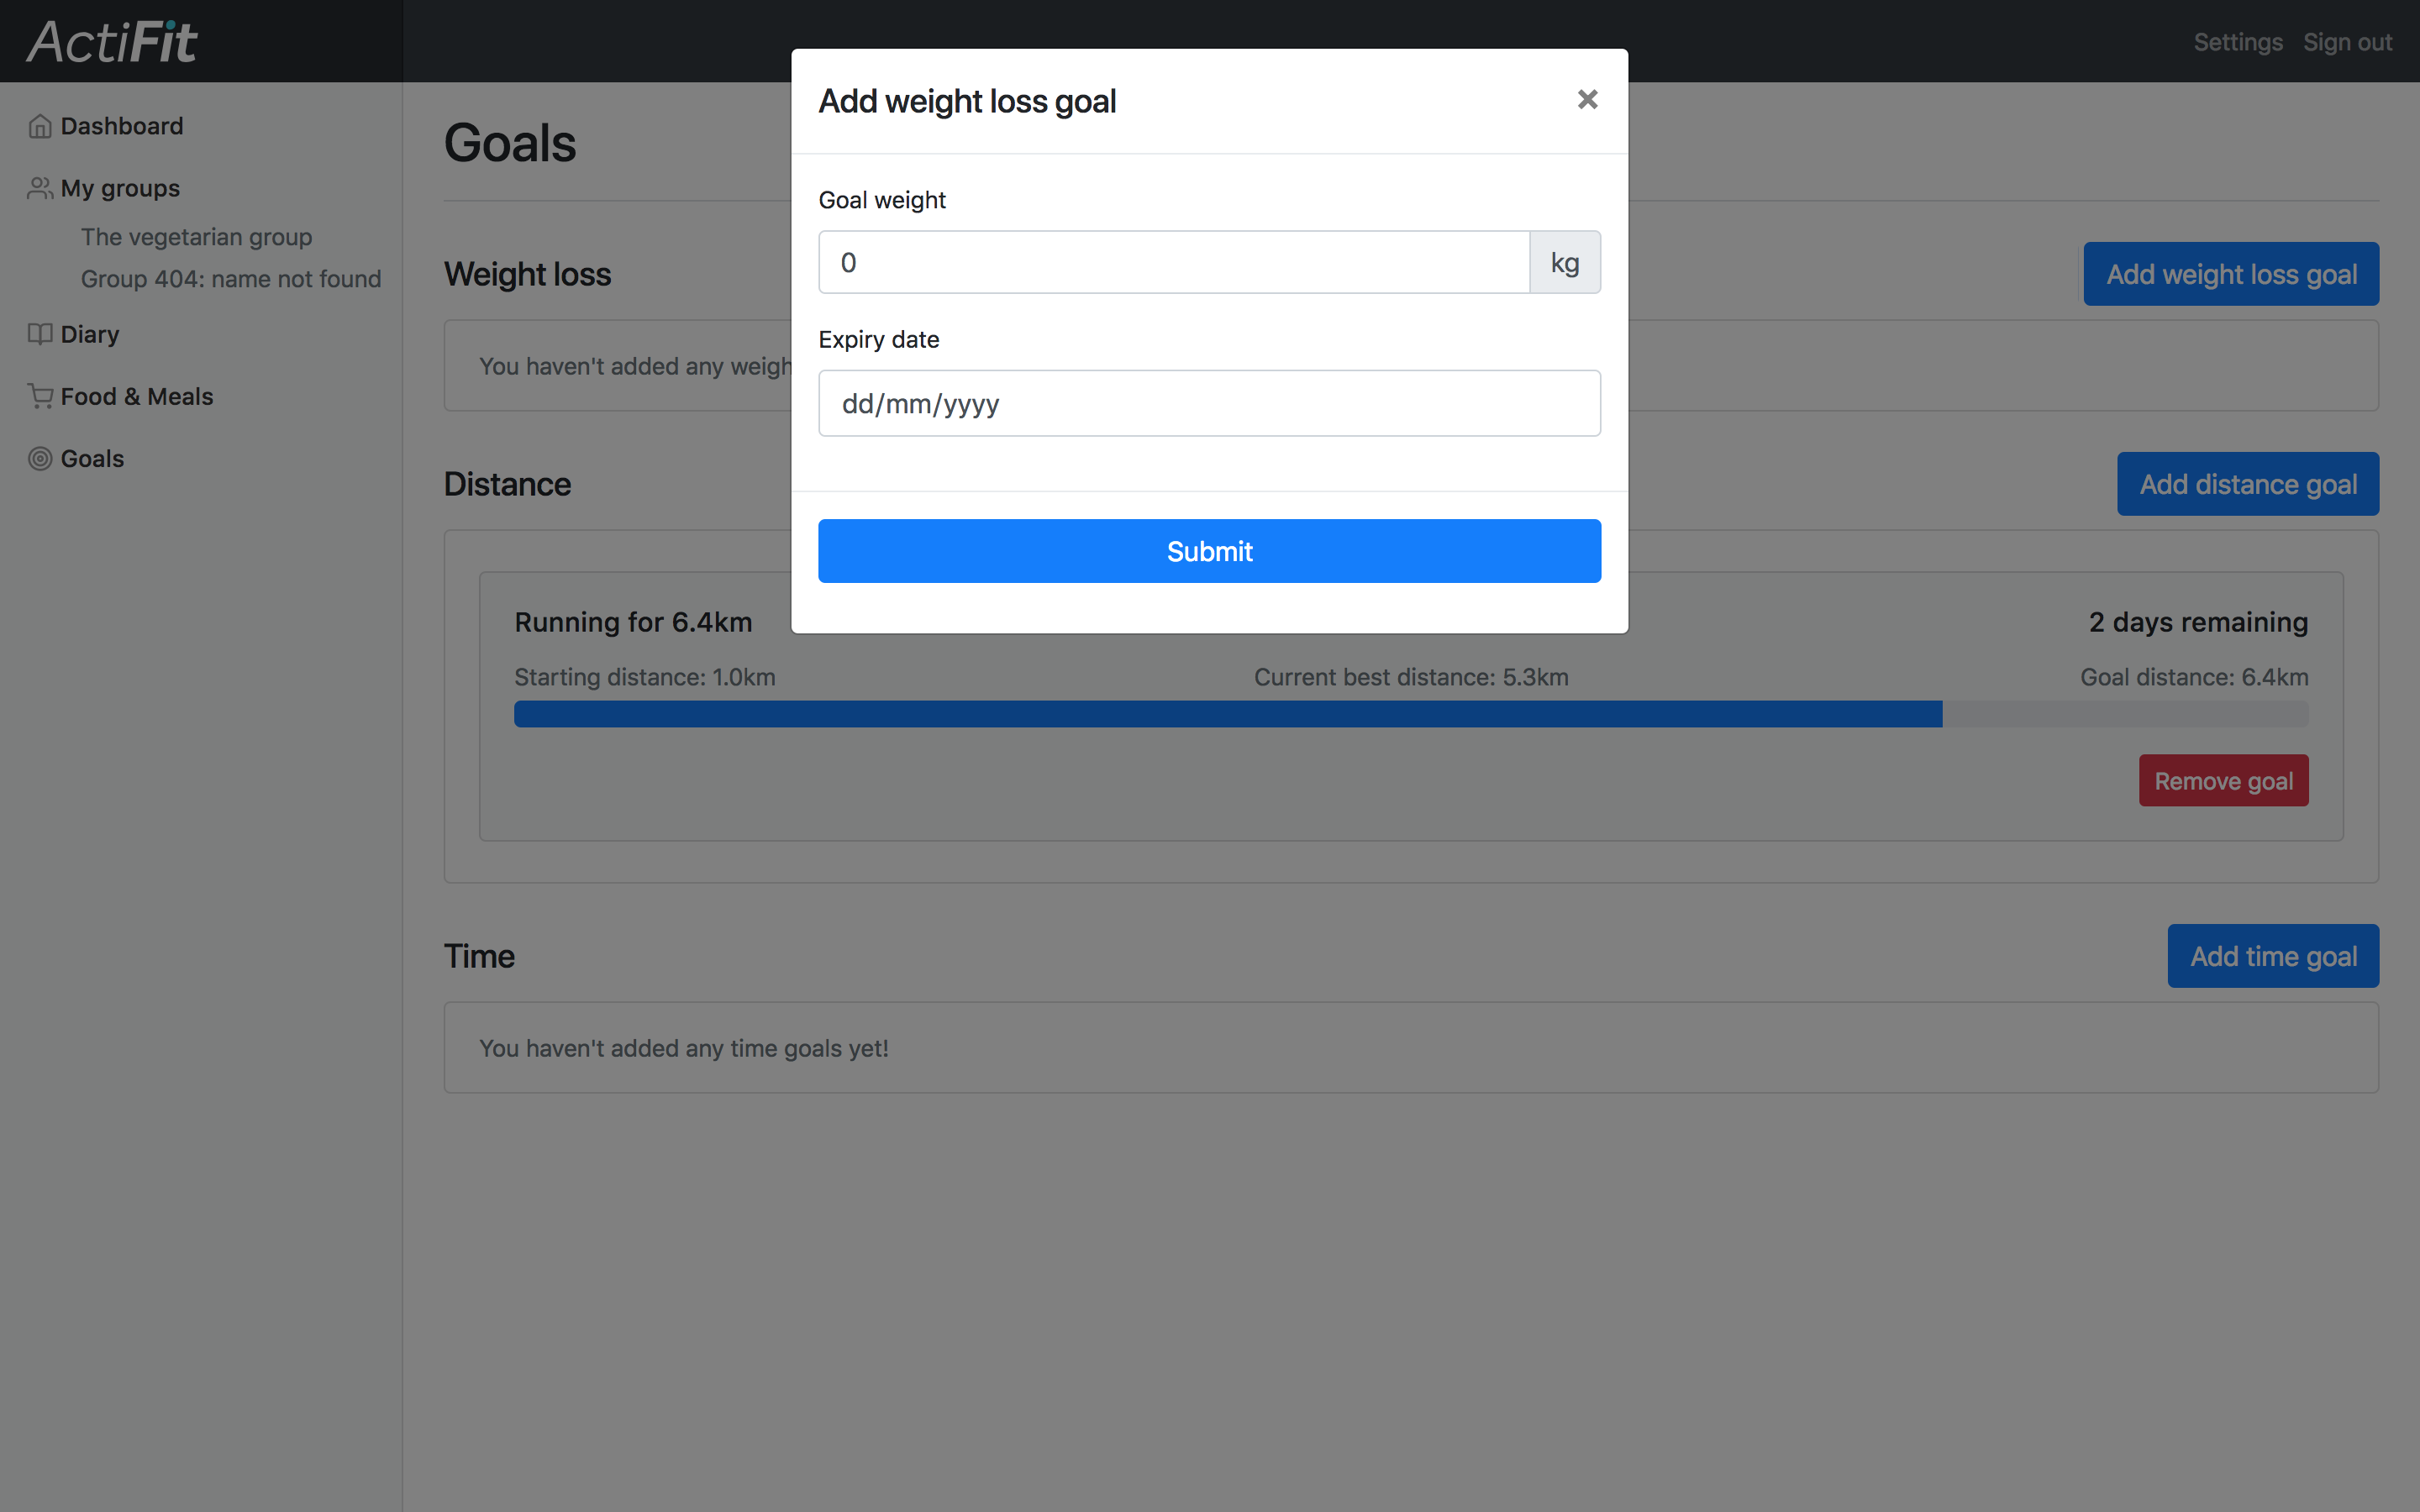 ActiFit
Settings Sign out
Dashboard
My groups
The vegetarian group
Group 404: name not found
Diary
Food & Meals
Goals
Goals
Add weight loss goal
×
Goal weight
0 kg
Expiry date
dd/mm/yyyy
Submit
Weight loss
Add weight loss goal
You haven't added any weigh
Distance
Add distance goal
Running for 6.4km
2 days remaining
Starting distance: 1.0km
Current best distance: 5.3km
Goal distance: 6.4km
Remove goal
Time
Add time goal
You haven't added any time goals yet!